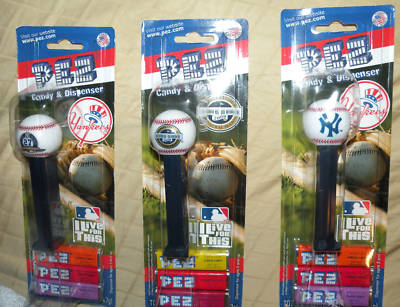 Visit our website
www.pez.com
PEZ
Candy & Dispenser
Yankees
I LIVE
FOR
THIS
PEZ
PEZ
PEZ
Visit our website
www.pez.com
PEZ
Candy & Dispenser
I LIVE
FOR
THIS
PEZ
PEZ
PEZ
Visit our website
www.pez.com
PEZ
Candy & Dispenser
Yankees
NY
I LIVE
FOR
THIS
PEZ
PEZ
PEZ